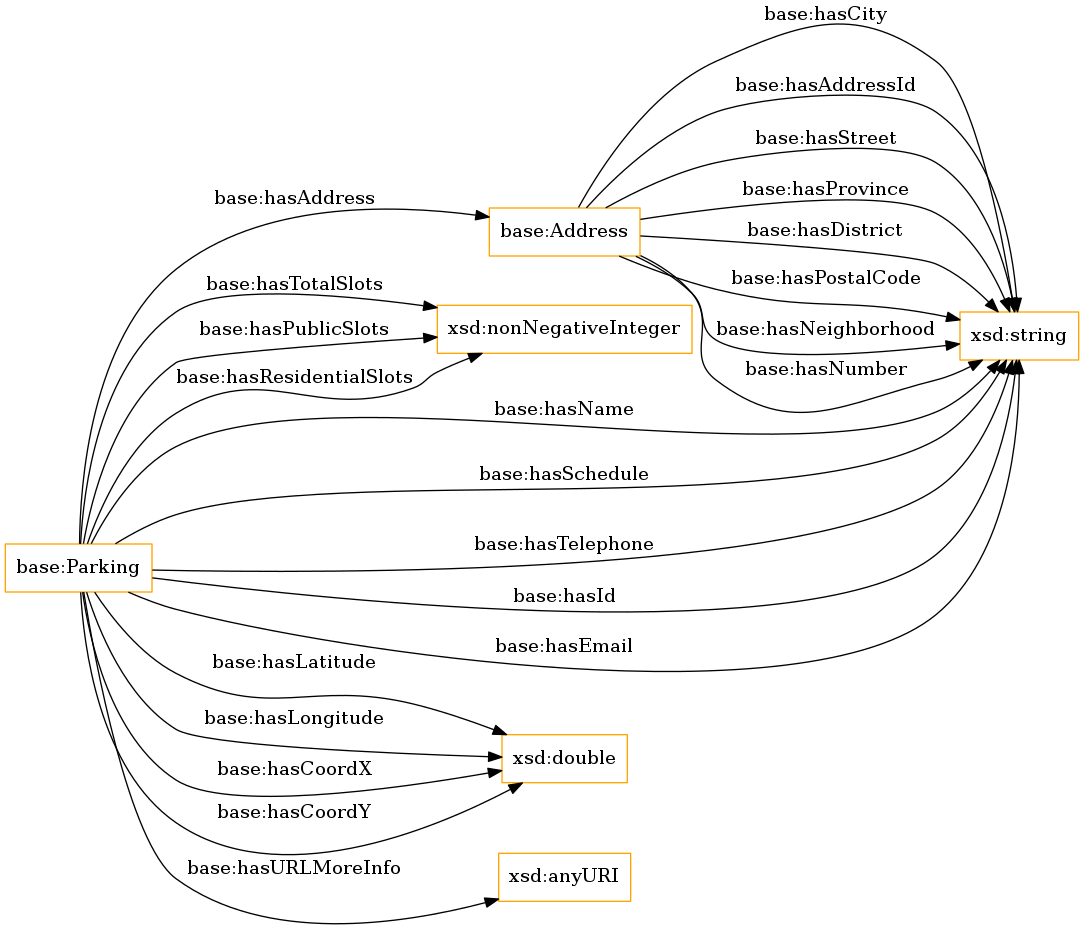 base:hasCity
base:hasAddressId
base:hasStreet
base:hasProvince
base:hasAddress
base:Address
base:hasDistrict
base:hasPostalCode
base:hasTotalSlots
xsd:nonNegativeInteger
base:hasPublicSlots
base:hasNeighborhood
xsd:string
base:hasNumber
base:hasResidentialSlots
base:hasName
base:hasSchedule
base:hasTelephone
base:Parking
base:hasId
base:hasEmail
base:hasLatitude
base:hasLongitude
xsd:double
base:hasCoordX
base:hasCoordY
base:hasURLMoreInfo
xsd:anyURI